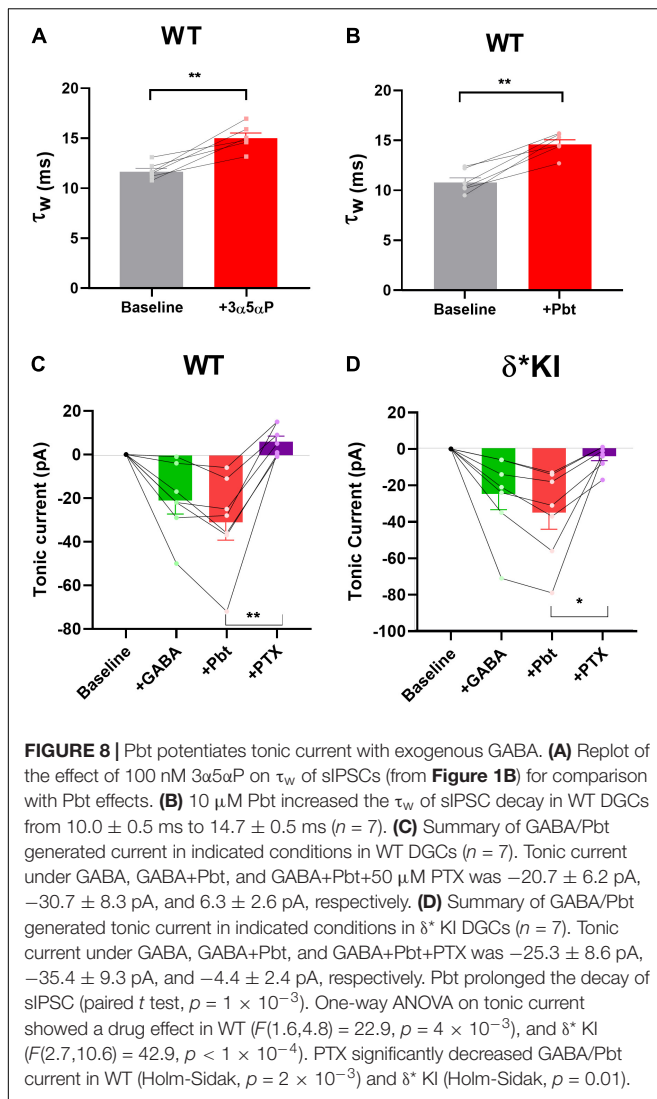 A
WT
**
τw (ms)
20
15
10
5
0
Baseline
+3α5αP
B
WT
**
τw (ms)
20
15
10
5
0
Baseline
+Pbt
C
WT
Tonic current (pA)
20
0
-20
-40
-60
-80
**
Baseline
+GABA
+Pbt
+PTX
D
δ*KI
Tonic Current (pA)
20
0
-20
-40
-60
-80
-100
*
Baseline
+GABA
+Pbt
+PTX
FIGURE 8 | Pbt potentiates tonic current with exogenous GABA. (A) Replot of
the effect of 100 nM 3α5αP on τw of sIPSCs (from Figure 1B) for comparison
with Pbt effects. (B) 10 μM Pbt increased the τw of sIPSC decay in WT DGCs
from 10.0 ± 0.5 ms to 14.7 ± 0.5 ms (n = 7). (C) Summary of GABA/Pbt
generated current in indicated conditions in WT DGCs (n = 7). Tonic current
under GABA, GABA+Pbt, and GABA+Pbt+50 μM PTX was −20.7 ± 6.2 pA,
−30.7 ± 8.3 pA, and 6.3 ± 2.6 pA, respectively. (D) Summary of GABA/Pbt
generated tonic current in indicated conditions in δ* KI DGCs (n = 7). Tonic
current under GABA, GABA+Pbt, and GABA+Pbt+PTX was −25.3 ± 8.6 pA,
−35.4 ± 9.3 pA, and −4.4 ± 2.4 pA, respectively. Pbt prolonged the decay of
sIPSC (paired t test, p = 1 × 10−3). One-way ANOVA on tonic current
showed a drug effect in WT (F(1.6,4.8) = 22.9, p = 4 × 10−3), and δ* KI
(F(2.7,10.6) = 42.9, p < 1 × 10−4). PTX significantly decreased GABA/Pbt
current in WT (Holm-Sidak, p = 2 × 10−3) and δ* KI (Holm-Sidak, p = 0.01).